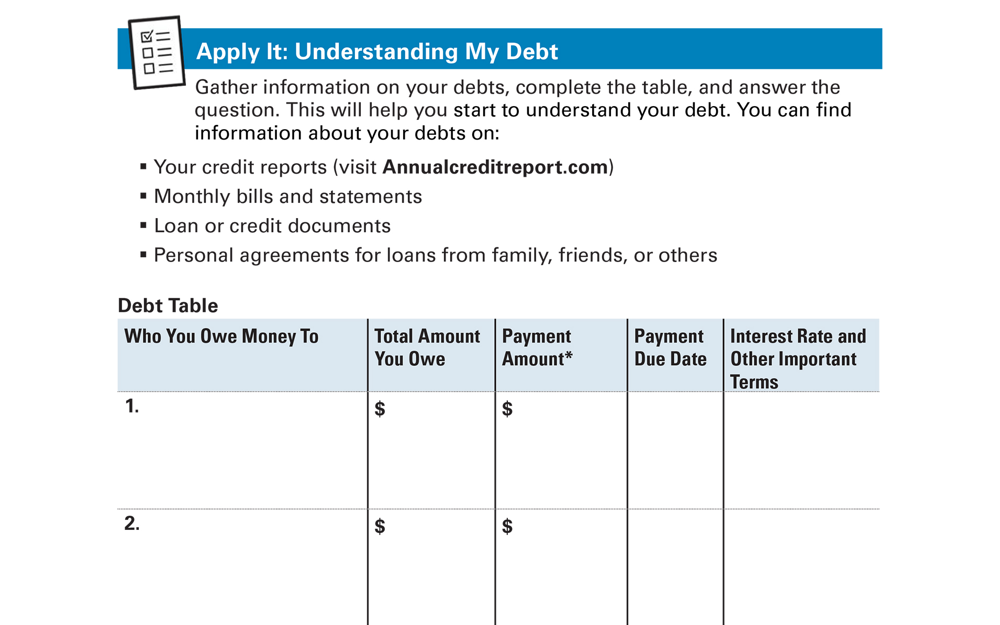 Apply It: Understanding My Debt
Gather information on your debts, complete the table, and answer the
question. This will help you start to understand your debt. You can find
information about your debts on:
▪ Your credit reports (visit Annualcreditreport.com)
▪ Monthly bills and statements
▪ Loan or credit documents
▪ Personal agreements for loans from family, friends, or others
Debt Table
Who You Owe Money To
Total Amount
You Owe
Payment
Amount*
Payment
Due Date
Interest Rate and
Other Important
Terms
1.
$
$
2.
$
$